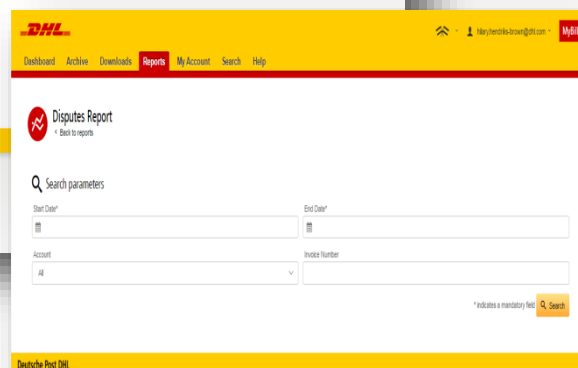 DHL
hilary.hendriks-brown@dhl.com
MyBill
Dashboard Archive Downloads Reports My Account Search Help
Disputes Report
< Back to reports
Search parameters
Start Date*
End Date*
Account
Invoice Number
All
* indicates a mandatory field
Search
Deutsche Post DHL